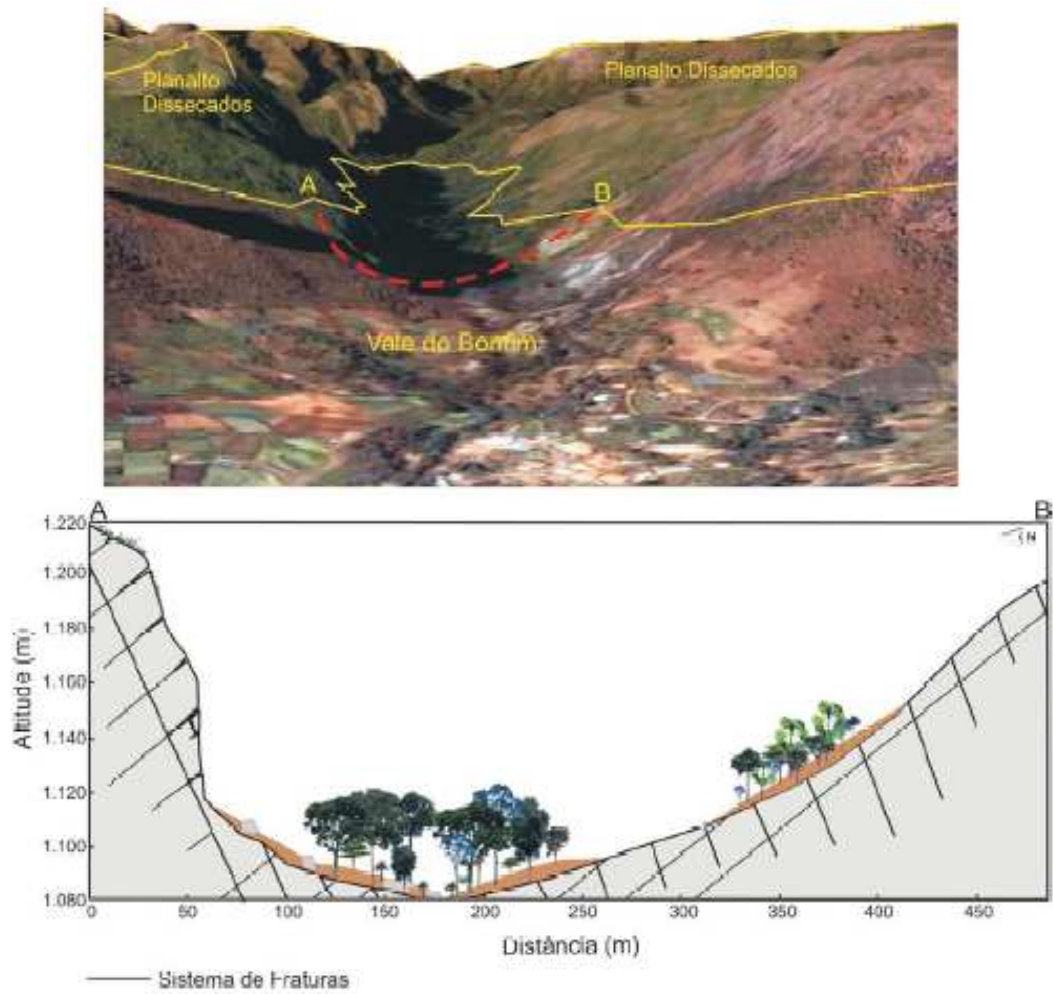 Planalto
Dissecados
Planalto Dissecados
A
B
Vale do Bomfim
A
B
1.220
1.200
1.180
1.160
1.140
1.120
1.100
1.080
Altitude (m)
N
0
50
100
150
200
250
300
350
400
450
Distância (m)
Sistema de Fraturas